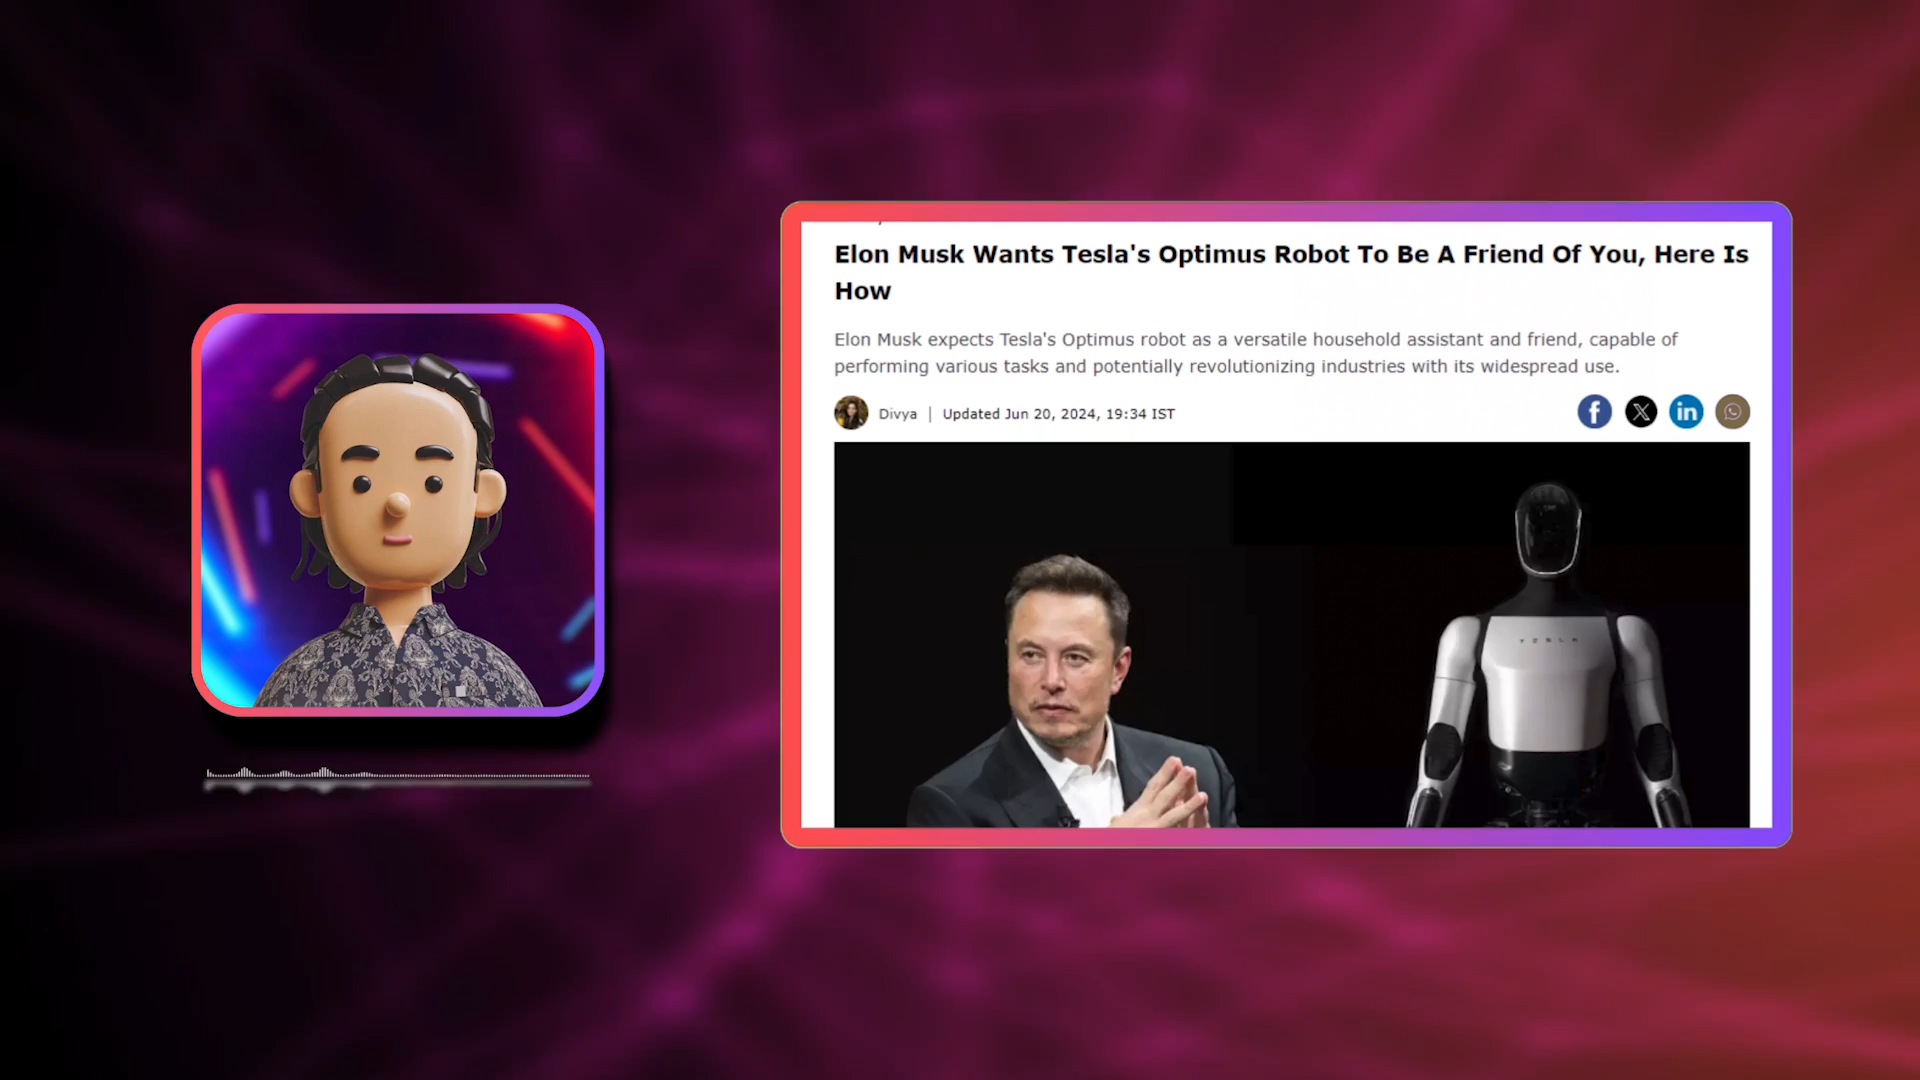 Elon Musk Wants Tesla's Optimus Robot To Be A Friend Of You, Here Is
How
Elon Musk expects Tesla's Optimus robot as a versatile household assistant and friend, capable of
performing various tasks and potentially revolutionizing industries with its widespread use.
Divya | Updated Jun 20, 2024, 19:34 IST
TESLA